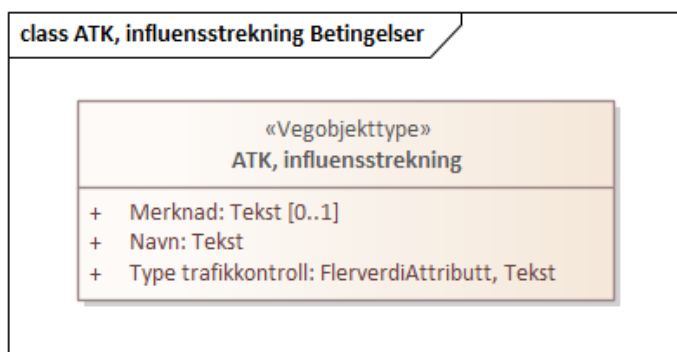 class ATK, influensstrekning Betingelser
«Vegobjekttype»
ATK, influensstrekning
+ Merknad: Tekst [0..1]
+ Navn: Tekst
+ Type trafikkontroll: FlerverdiAttributt, Tekst